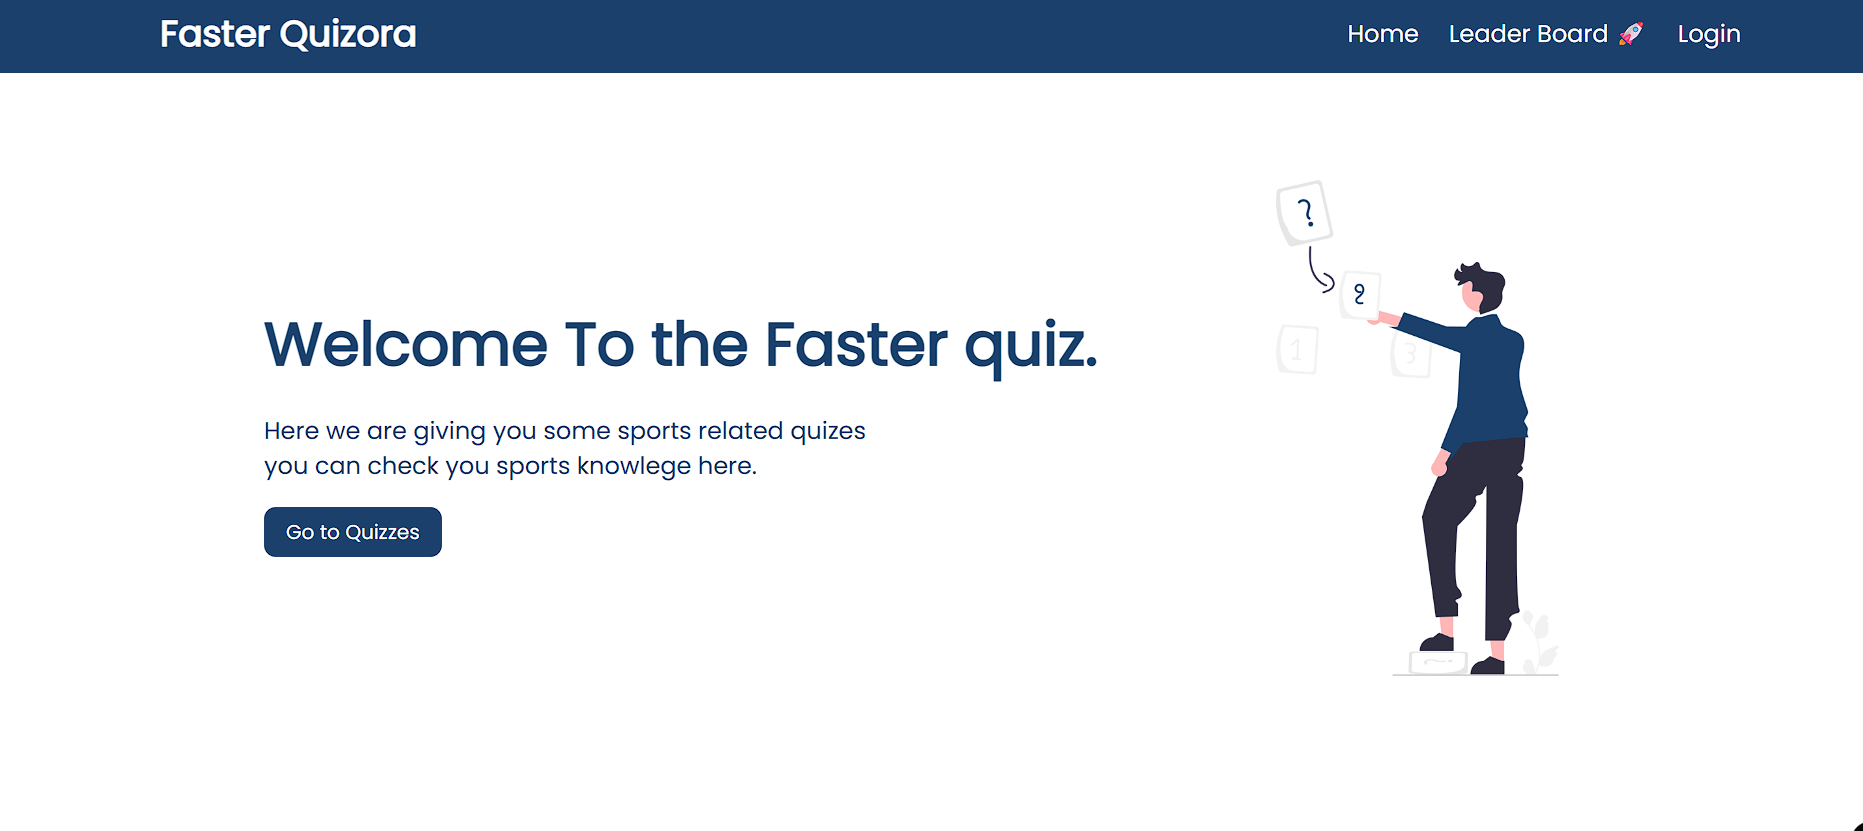 Faster Quizora
Home Leader Board 🚀 Login
?
2
1 3
Welcome To the Faster quiz.
Here we are giving you some sports related quizes
you can check you sports knowlege here.
Go to Quizzes